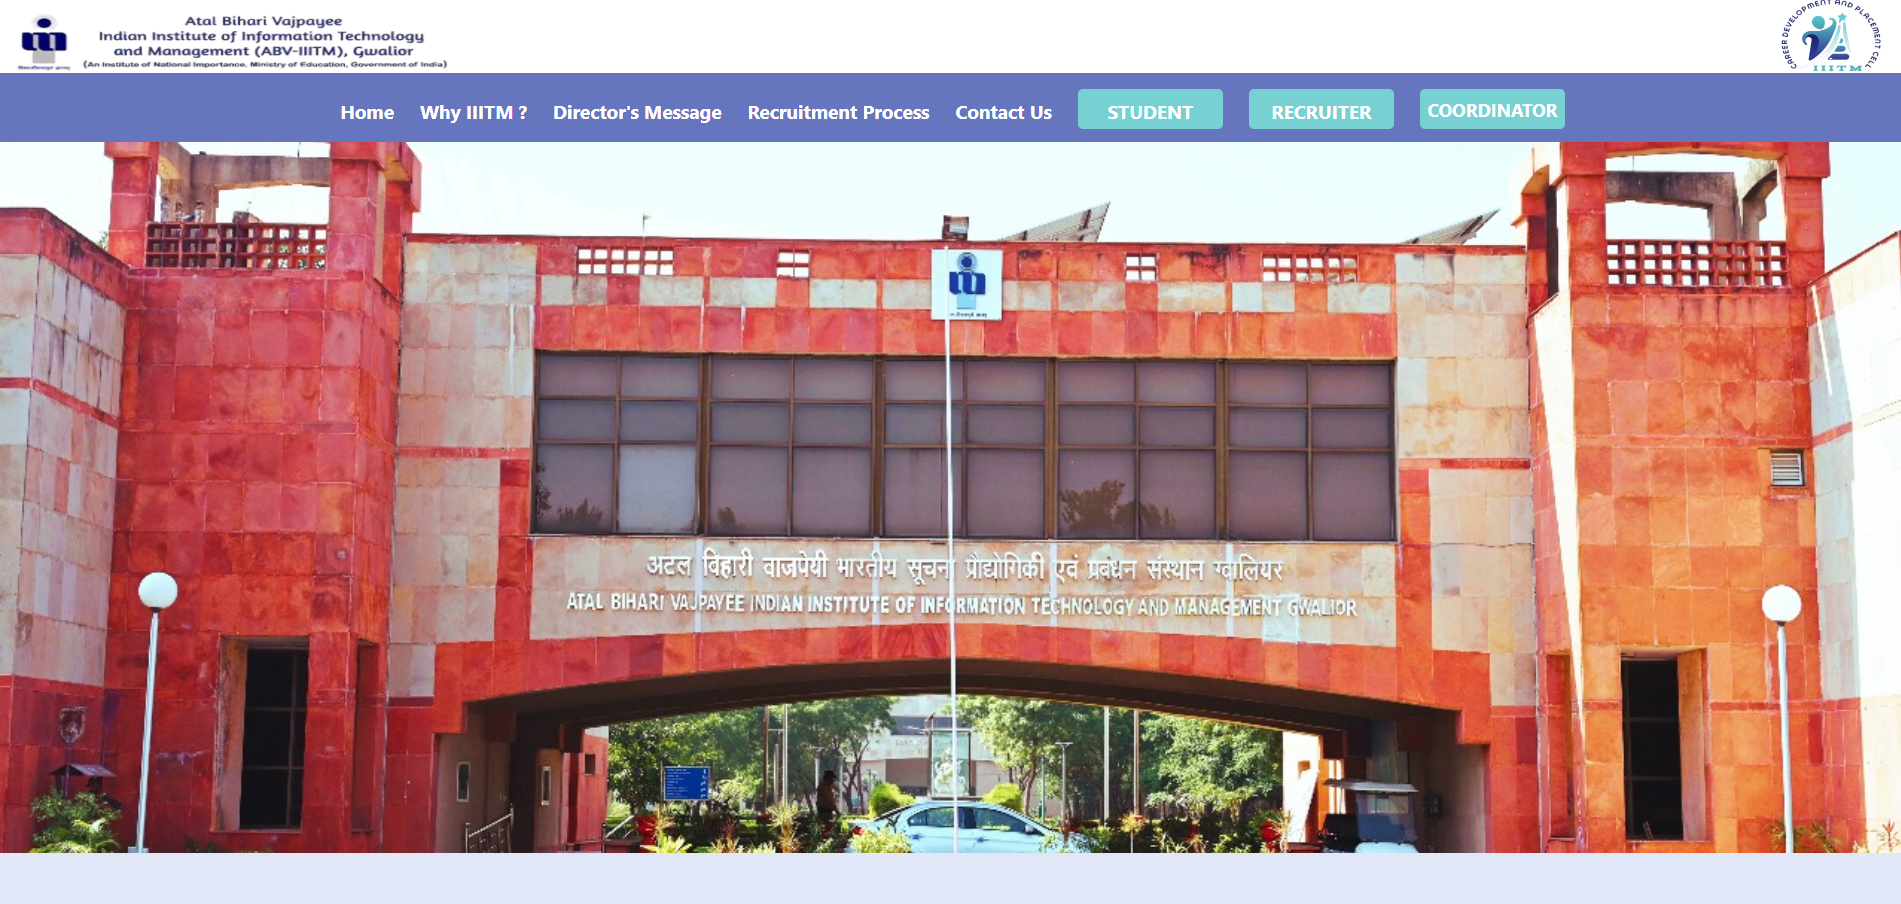 Atal Bihari Vajpayee
Indian Institute of Information Technology
and Management (ABV-IIITM), Gwalior
(An Institute of National Importance, Ministry of Education, Government of India)
CAREER DEVELOPMENT AND PLACEMENT CELL
IIITM
Home Why IIITM ? Director's Message Recruitment Process Contact Us STUDENT RECRUITER COORDINATOR
अटल बिहारी वाजपेयी भारतीय सूचना प्रौद्योगिकी एवं प्रबंधन संस्थान ग्वालियर
ATAL BIHARI VAJPAYEE INDIAN INSTITUTE OF INFORMATION TECHNOLOGY AND MANAGEMENT GWALIOR